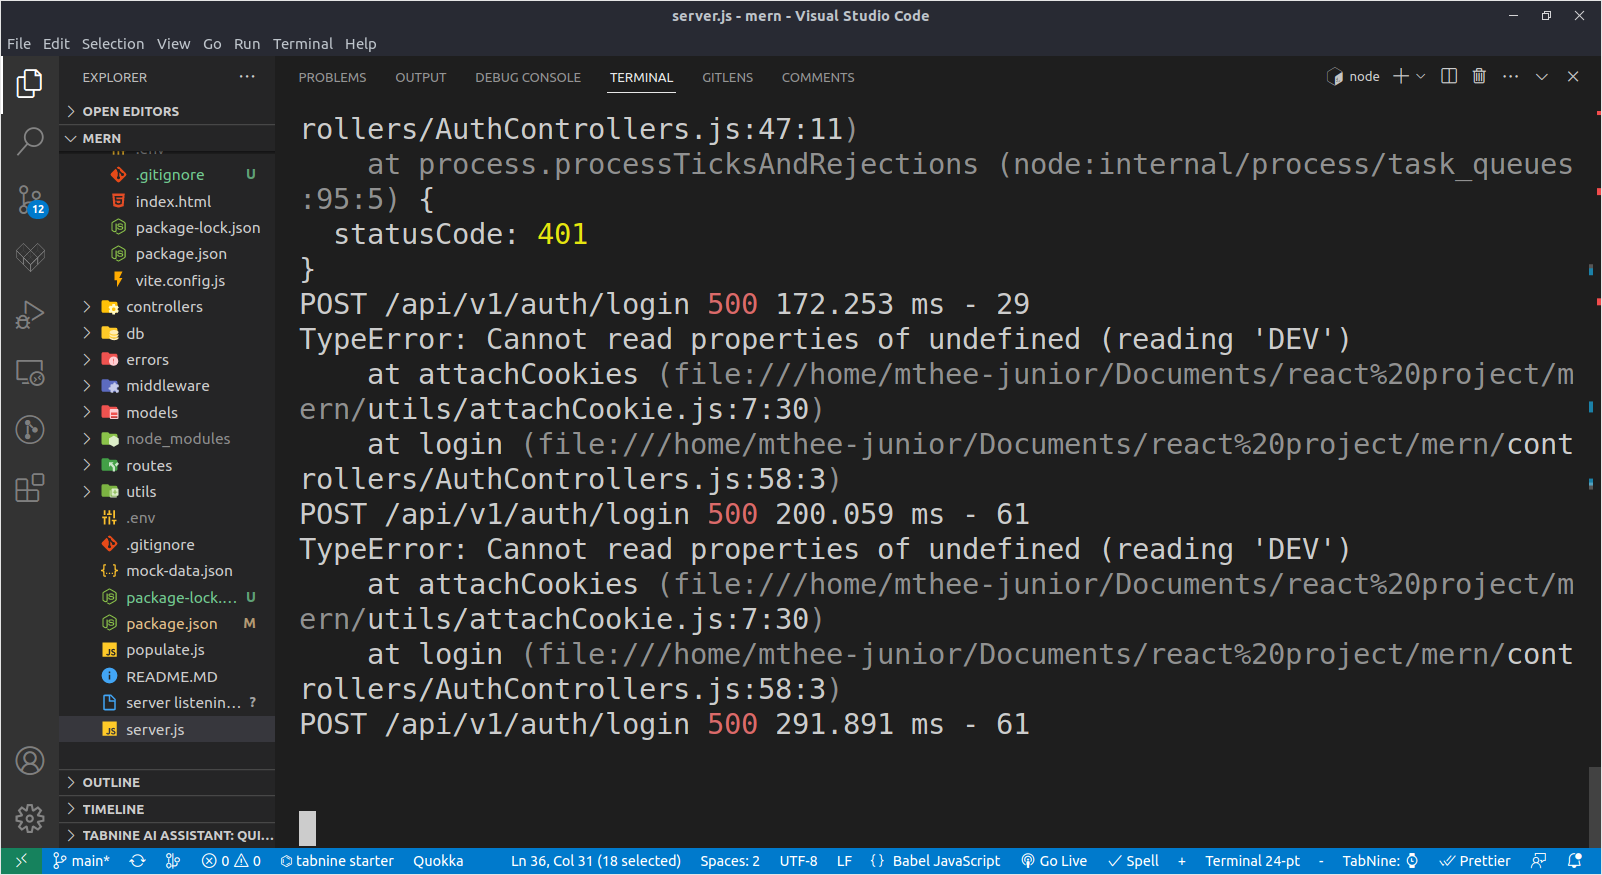 server.js - mern - Visual Studio Code
File Edit Selection View Go Run Terminal Help
EXPLORER ...
OPEN EDITORS
MERN
.env
.gitignore U
index.html
package-lock.json
package.json
vite.config.js
controllers
db
errors
middleware
models
node_modules
routes
utils
.env
.gitignore
mock-data.json
package-lock.... U
package.json M
populate.js
README.MD
server listenin... ?
server.js
OUTLINE
TIMELINE
TABNINE AI ASSISTANT: QUI...
12
PROBLEMS OUTPUT DEBUG CONSOLE TERMINAL GITLENS COMMENTS
node
rollers/AuthControllers.js:47:11)
at process.processTicksAndRejections (node:internal/process/task_queues
:95:5) {
statusCode: 401
}
POST /api/v1/auth/login 500 172.253 ms - 29
TypeError: Cannot read properties of undefined (reading 'DEV')
at attachCookies (file:///home/mthee-junior/Documents/react%20project/m
ern/utils/attachCookie.js:7:30)
at login (file:///home/mthee-junior/Documents/react%20project/mern/cont
rollers/AuthControllers.js:58:3)
POST /api/v1/auth/login 500 200.059 ms - 61
TypeError: Cannot read properties of undefined (reading 'DEV')
at attachCookies (file:///home/mthee-junior/Documents/react%20project/m
ern/utils/attachCookie.js:7:30)
at login (file:///home/mthee-junior/Documents/react%20project/mern/cont
rollers/AuthControllers.js:58:3)
POST /api/v1/auth/login 500 291.891 ms - 61
main* 0 0 tabnine starter Quokka Ln 36, Col 31 (18 selected) Spaces: 2 UTF-8 LF {} Babel JavaScript Go Live Spell + Terminal 24-pt - TabNine: Prettier